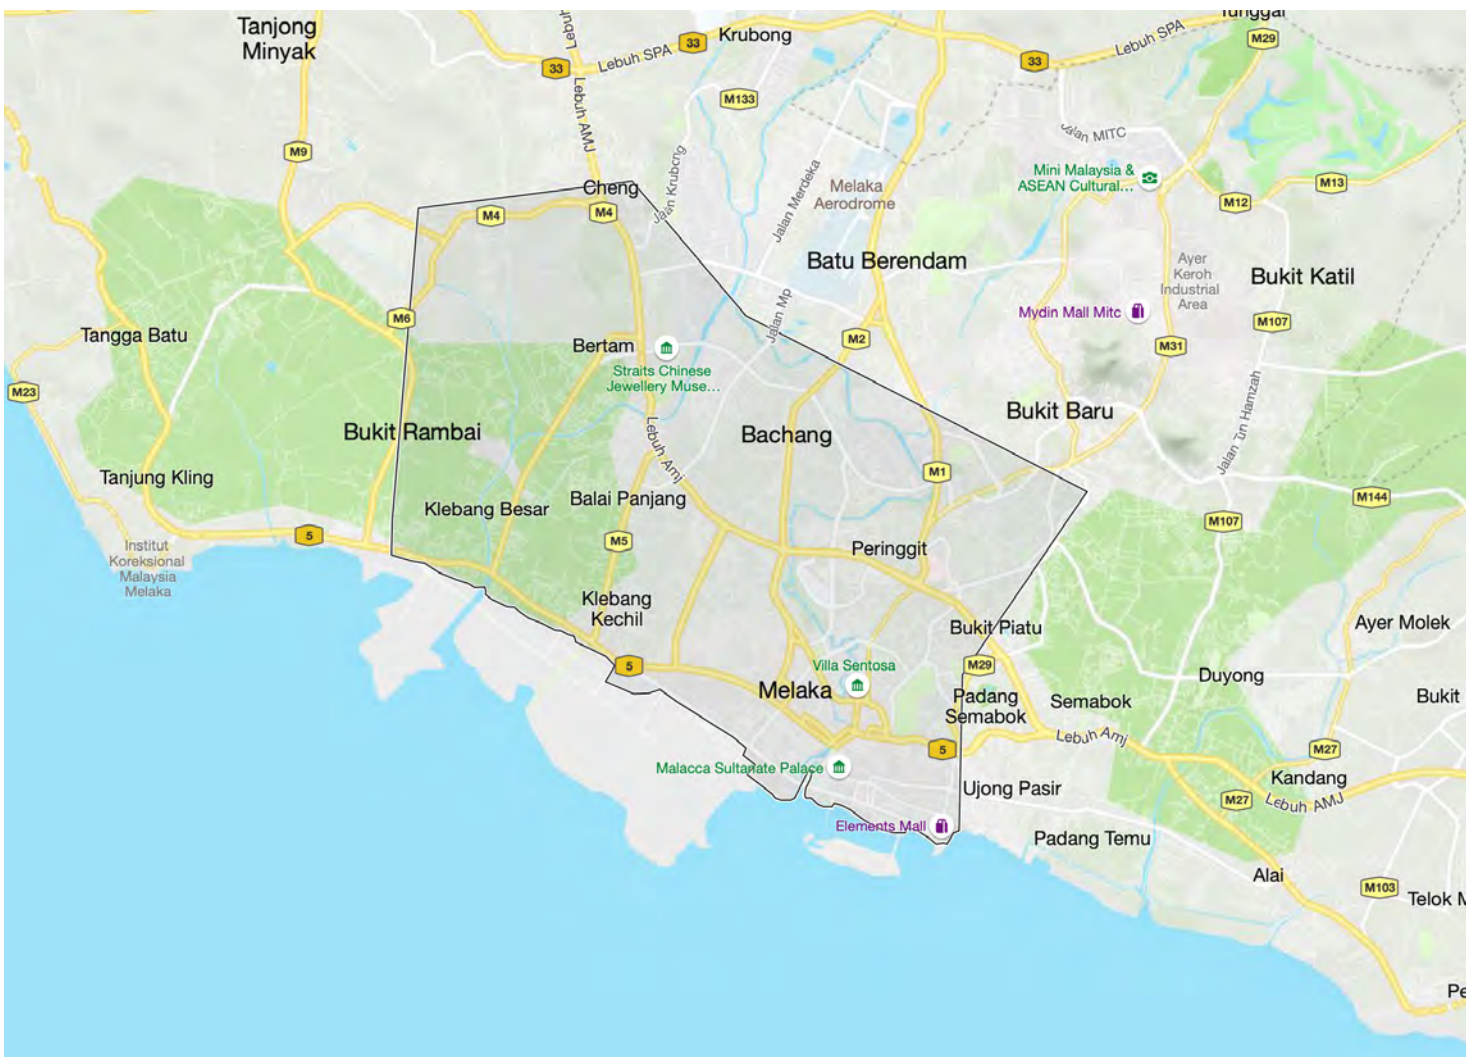 Tunggal
Tanjong
Minyak
Krubong
33
Lebuh SPA
33
33
Lebuh SPA
M29
Lebuh AMJ
M133
Jalan MITC
M9
Mini Malaysia &
ASEAN Cultural...
M13
Cheng
M4
M4
Jalan Merdeka
Melaka
Aerodrome
M12
Batu Berendam
Ayer
Keroh
Industrial
Area
Bukit Katil
M6
Jalan Mp
Mydin Mall Mitc
M107
Tangga Batu
Bertam
M2
M31
Straits Chinese
Jewellery Muse...
M23
Bukit Baru
Jalan Tun Hamzah
Bukit Rambai
Lebuh Amj
Bachang
Tanjung Kling
M1
Klebang Besar
Balai Panjang
M144
M107
5
M5
Peringgit
Institut
Koreksional
Malaysia
Melaka
Klebang
Kechil
Bukit Piatu
Ayer Molek
5
Villa Sentosa
M29
Duyong
Melaka
Padang
Semabok
Semabok
Bukit
5
Lebuh Amj
M27
Malacca Sultanate Palace
Ujong Pasir
Kandang
M27
Lebuh AMJ
Elements Mall
Padang Temu
Alai
M103
Telok M
Pe